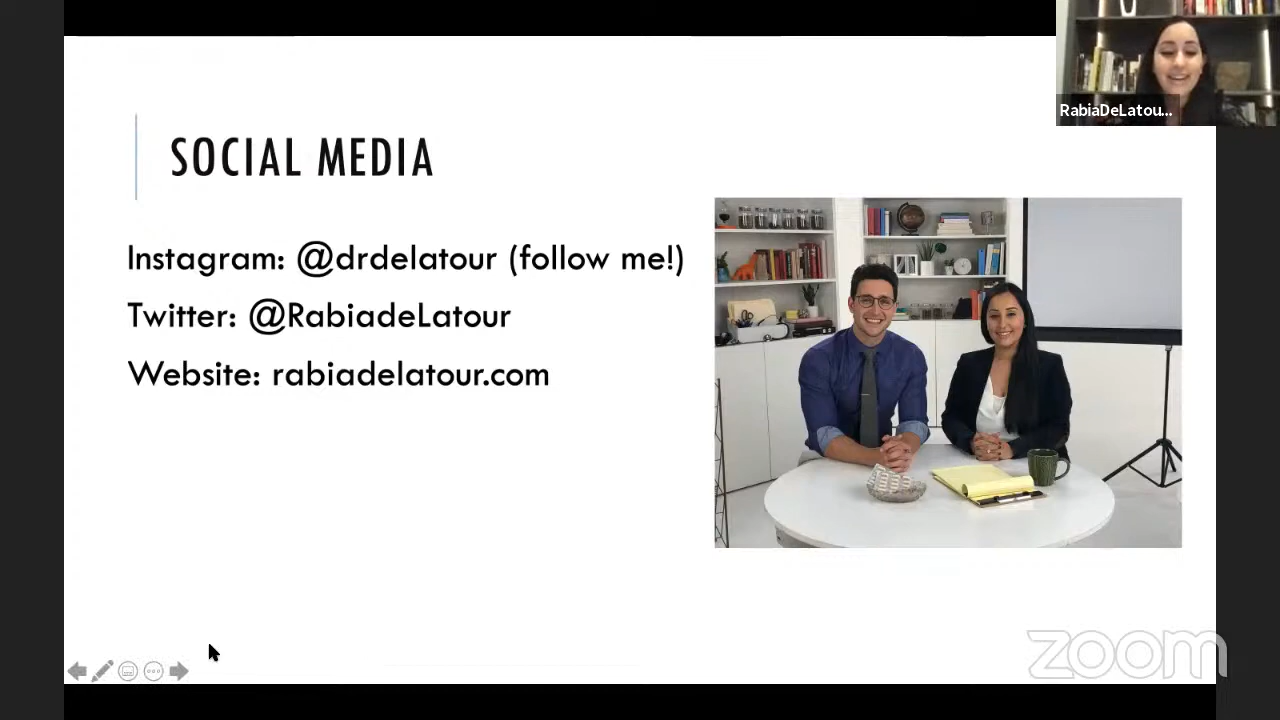 RabiaDeLatou...
SOCIAL MEDIA
Instagram: @drdelatour (follow me!)
Twitter: @RabiadeLatour
Website: rabiadelatour.com
zoom